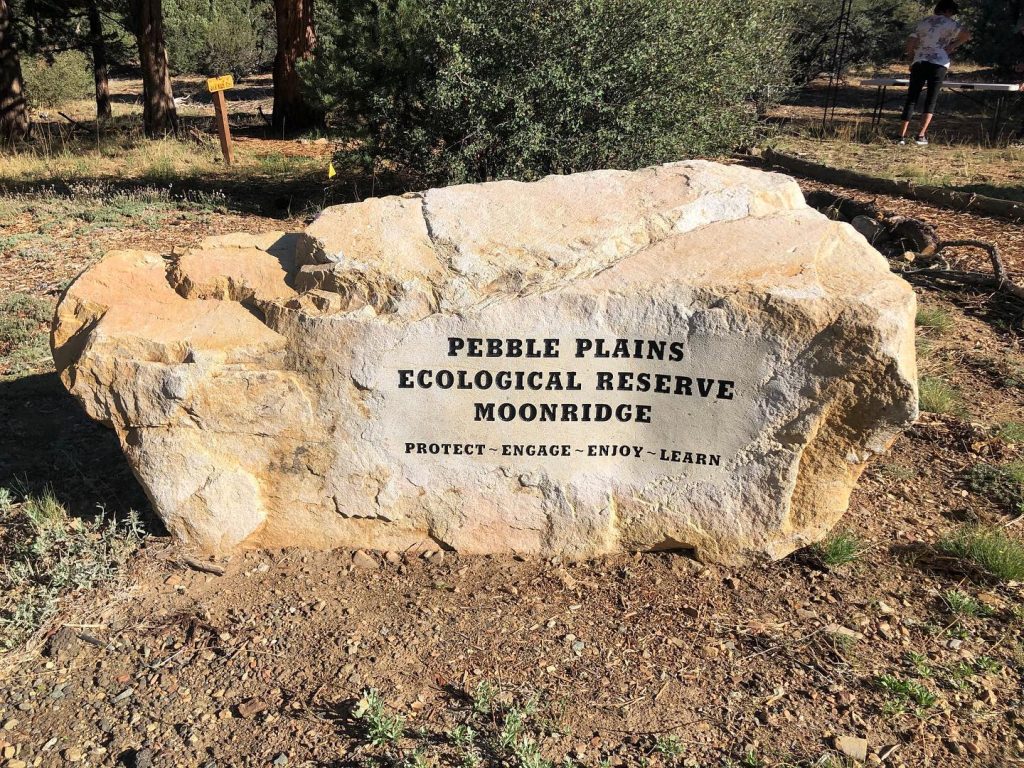 PEBBLE PLAINS
ECOLOGICAL RESERVE
MOONRIDGE
PROTECT~ENGAGE~ENJOY~LEARN